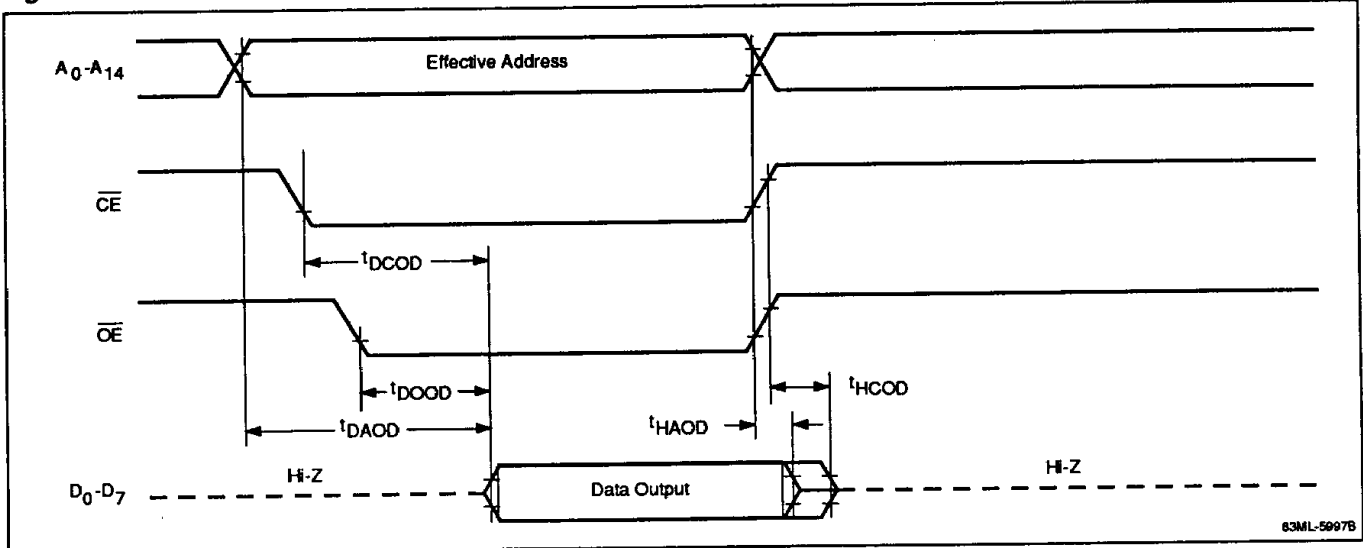 A0-A14
Effective Address
CE
tDCOD
OE
tDOOD
tHCOD
tDAOD
tHAOD
Hi-Z
Hi-Z
D0-D7
Data Output
83ML-5997B